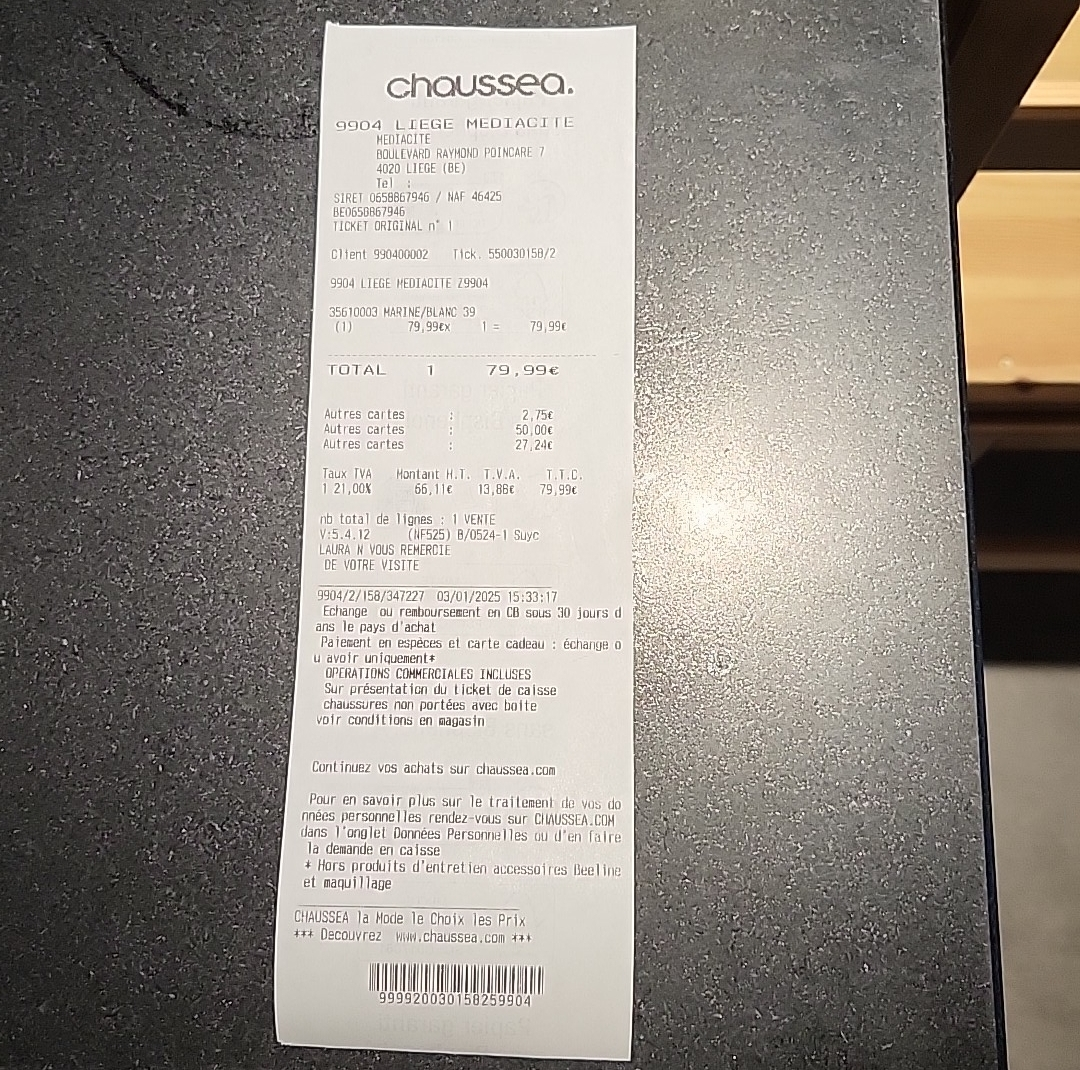 chaussea.
9904 LIEGE MEDIACITE
MEDIACITE
BOULEVARD RAYMOND POINCARE 7
4020 LIEGE (BE)
Tel :
SIRET 0658867946 / NAF 46425
BE0658867946
TICKET ORIGINAL n° 1
Client 990400002 Tick. 550030158/2
9904 LIEGE MEDIACITE Z9904
35610003 MARINE/BLANC 39
(1) 79,99€x 1 = 79,99€
TOTAL 1 79,99€
Autres cartes : 2,75€
Autres cartes : 50,00€
Autres cartes : 27,24€
Taux TVA Montant H.T. T.V.A. T.T.C.
1 21,00% 66,11€ 13,88€ 79,99€
nb total de lignes : 1 VENTE
V:5.4.12 (NF525) B/0524-1 Suyc
LAURA N VOUS REMERCIE
DE VOTRE VISITE
9904/2/158/347227 03/01/2025 15:33:17
Echange ou remboursement en CB sous 30 jours d
ans le pays d'achat
Paiement en espèces et carte cadeau : échange o
u avoir uniquement*
OPERATIONS COMMERCIALES INCLUSES
Sur présentation du ticket de caisse
chaussures non portées avec boite
voir conditions en magasin
Continuez vos achats sur chaussea.com
Pour en savoir plus sur le traitement de vos do
nnées personnelles rendez-vous sur CHAUSSEA.COM
dans l'onglet Données Personnelles ou d'en faire
la demande en caisse
* Hors produits d'entretien accessoires Beeline
et maquillage
CHAUSSEA la Mode le Choix les Prix
*** Decouvrez www.chaussea.com ***
999920030158259904